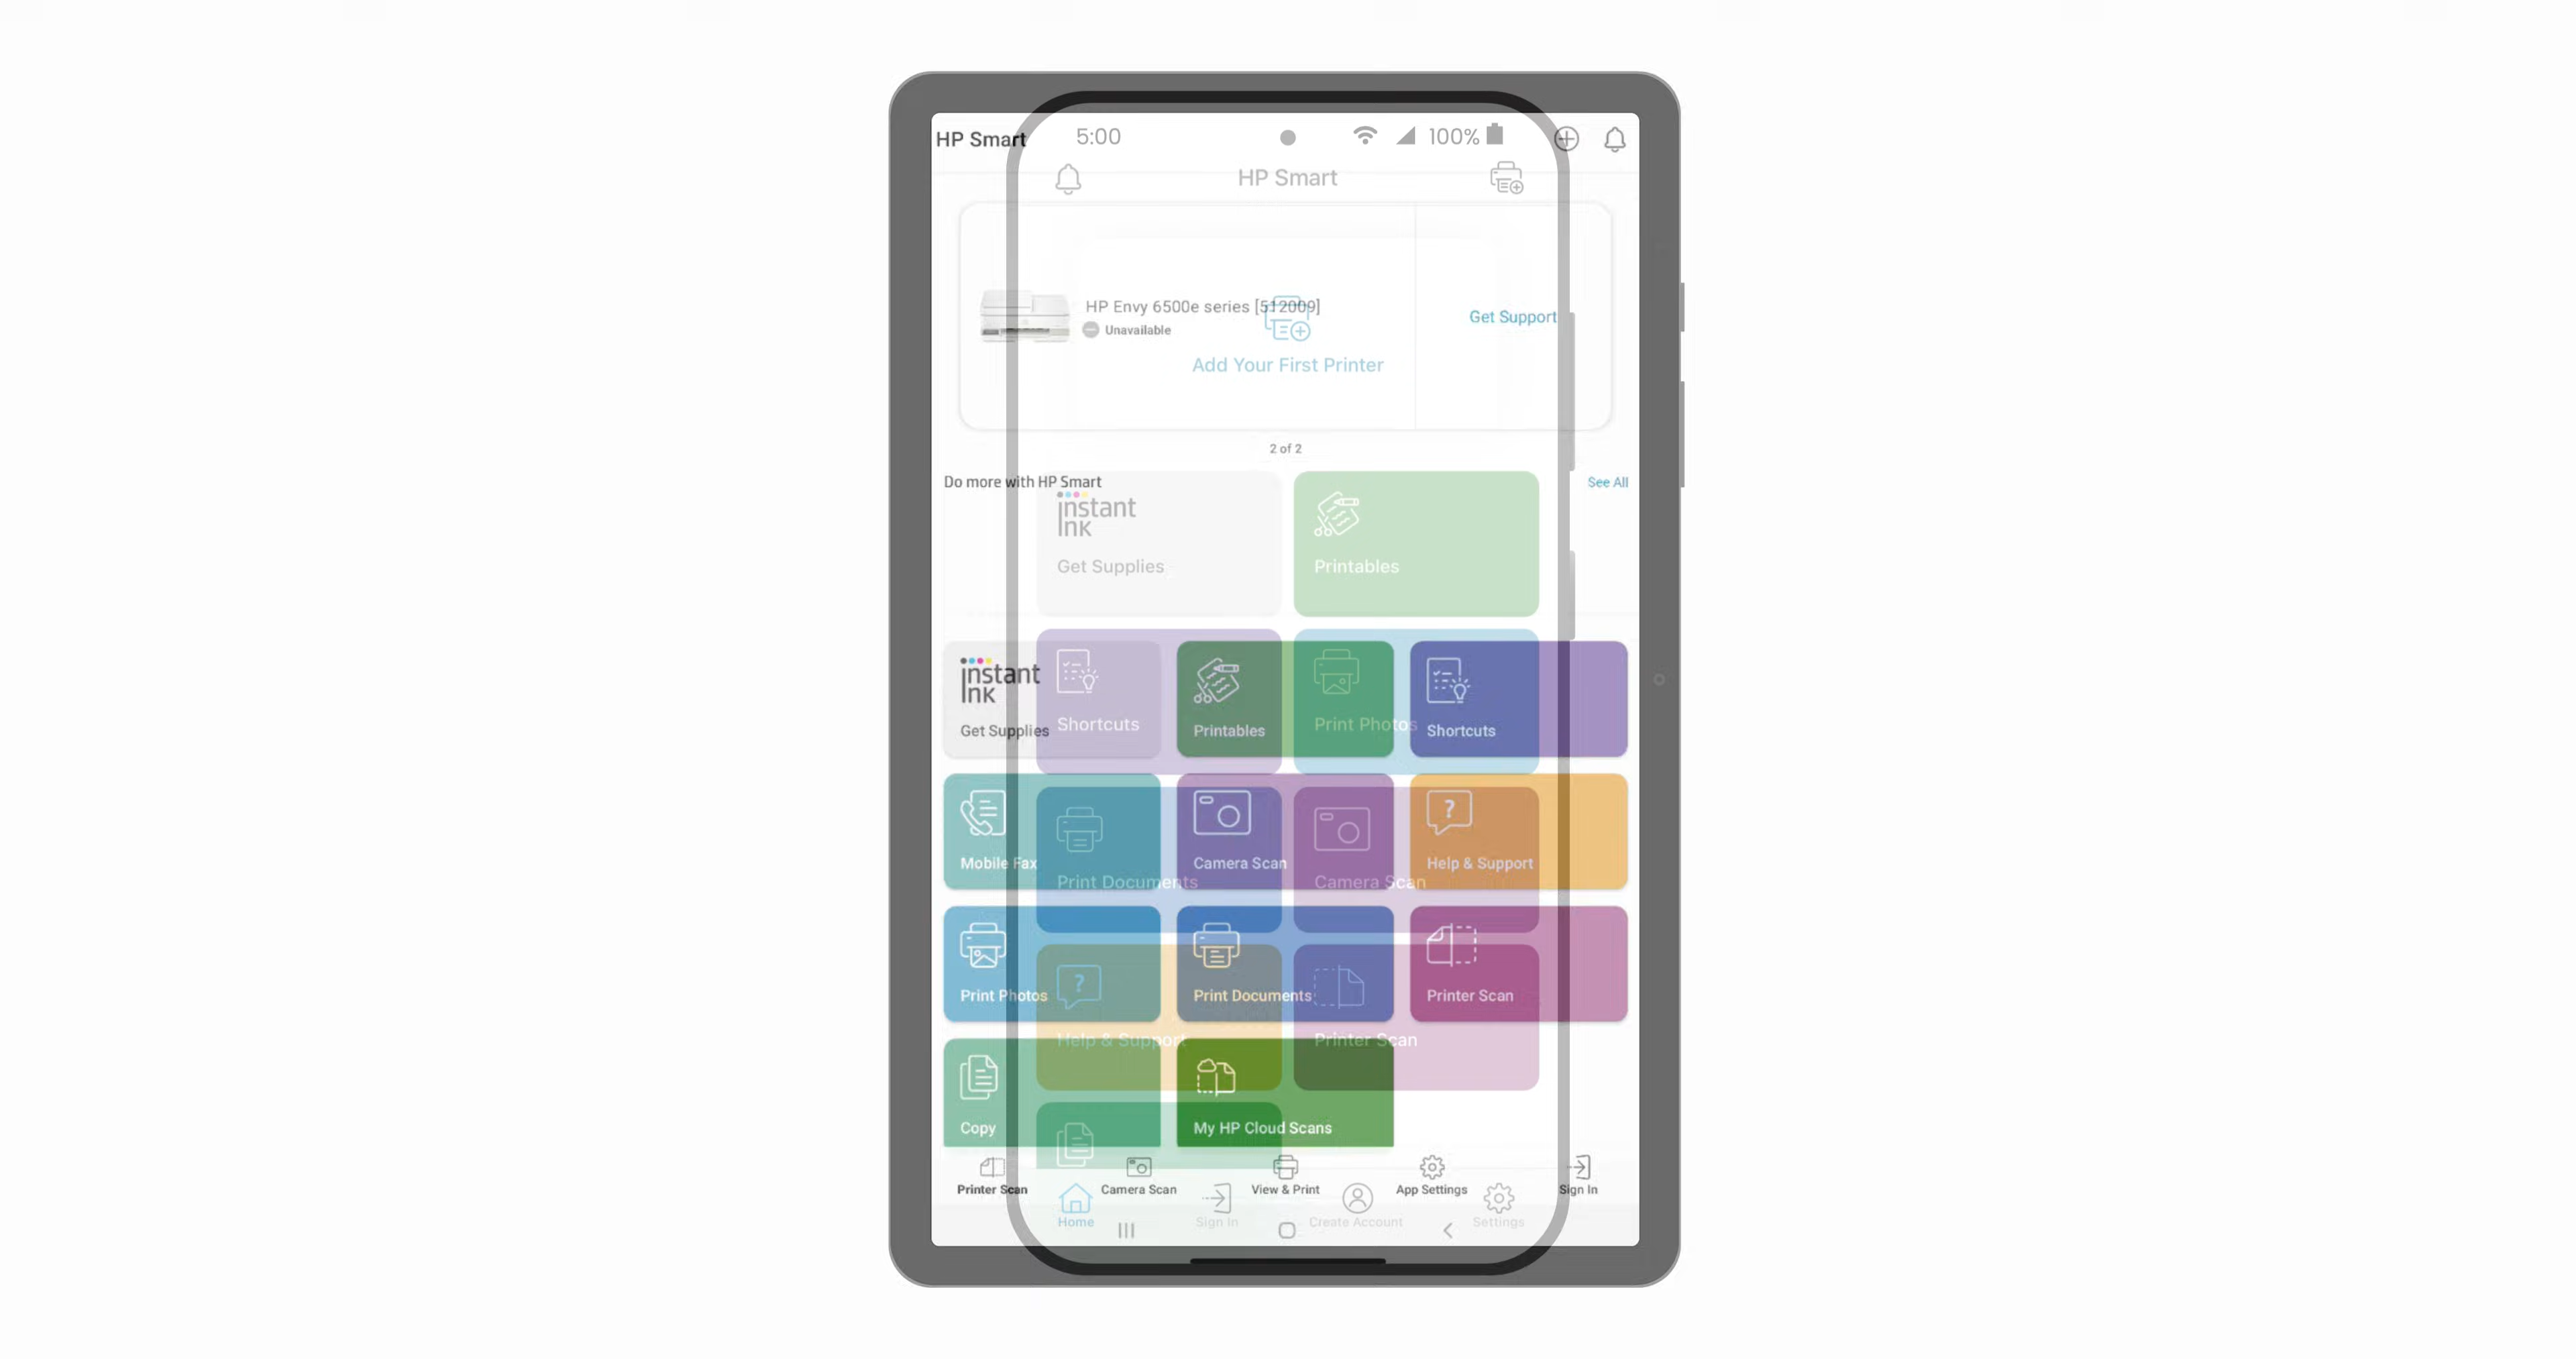 HP Smart
5:00
100%
HP Smart
HP Envy 6500e series [512009]
Unavailable
Get Support
Add Your First Printer
2 of 2
Do more with HP Smart
See All
instant
ınk
Get Supplies
Printables
instant
ınk
Get Supplies
Shortcuts
Printables
Print Photos
Shortcuts
Mobile Fax
Camera Scan
Help & Support
Print Documents
Camera Scan
Print Photos
Print Documents
Printer Scan
Help & Support
Printer Scan
Copy
My HP Cloud Scans
Printer Scan
Camera Scan
View & Print
App Settings
Sign In
Home
Sign In
Create Account
Settings